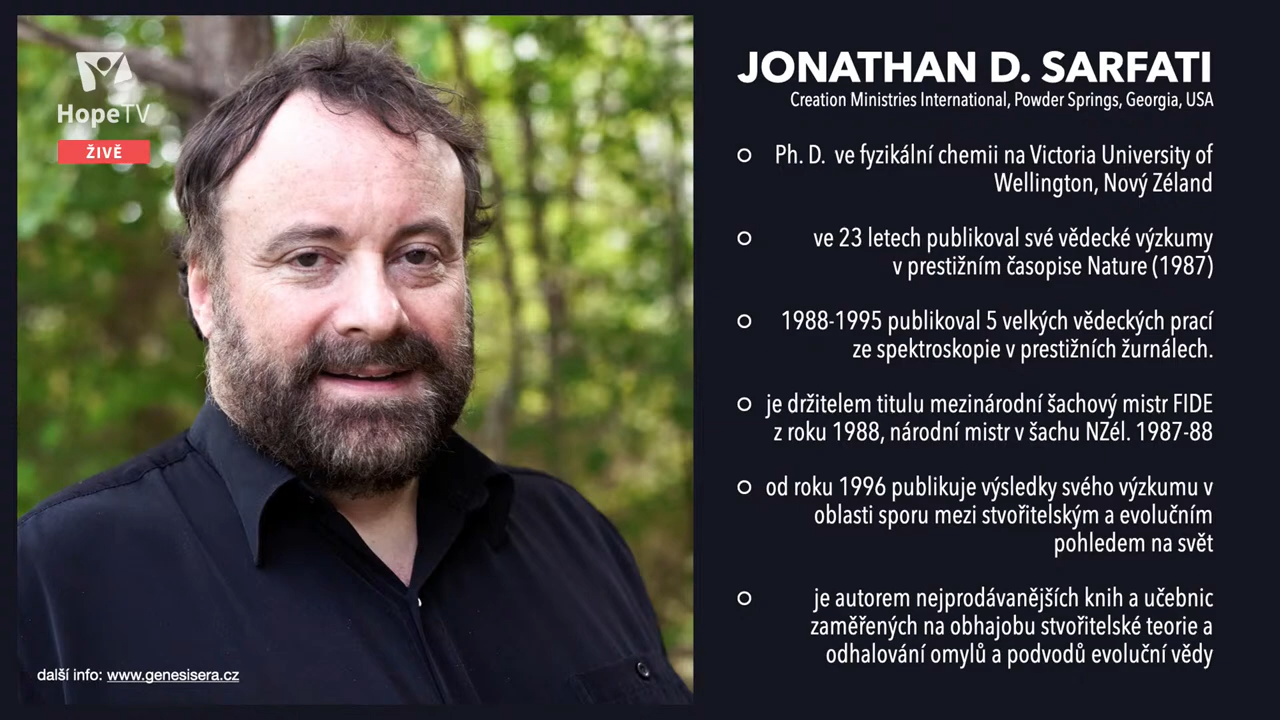 HopeTV
ŽIVĚ
další info: www.genesisera.cz
JONATHAN D. SARFATI
Creation Ministries International, Powder Springs, Georgia, USA
Ph. D. ve fyzikální chemii na Victoria University of
Wellington, Nový Zéland
ve 23 letech publikoval své vědecké výzkumy
v prestižním časopise Nature (1987)
1988-1995 publikoval 5 velkých vědeckých prací
ze spektroskopie v prestižních žurnálech.
je držitelem titulu mezinárodní šachový mistr FIDE
z roku 1988, národní mistr v šachu NZél. 1987-88
od roku 1996 publikuje výsledky svého výzkumu v
oblasti sporu mezi stvořitelským a evolučním
pohledem na svět
je autorem nejprodávanějších knih a učebnic
zaměřených na obhajobu stvořitelské teorie a
odhalování omylů a podvodů evoluční vědy